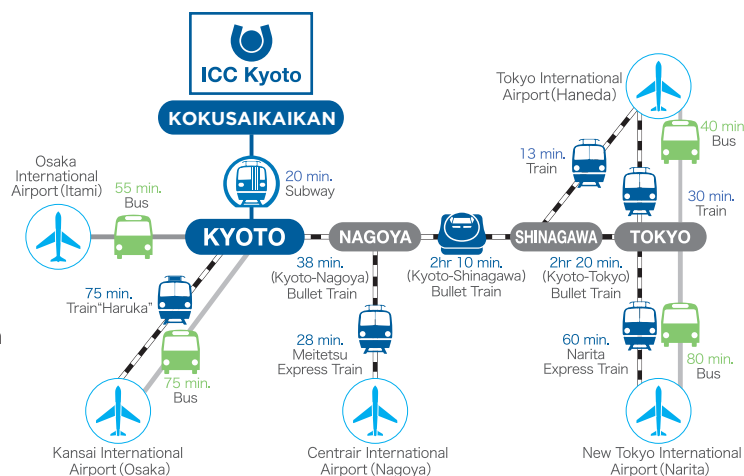 ICC Kyoto
KOKUSAIKAIKAN
Tokyo International
Airport(Haneda)
40 min.
Bus
13 min.
Train
20 min.
Subway
Osaka
International
Airport(Itami)
55 min.
Bus
30 min.
Train
KYOTO
NAGOYA
SHINAGAWA
TOKYO
38 min.
(Kyoto-Nagoya)
Bullet Train
2hr 10 min.
(Kyoto-Shinagawa)
Bullet Train
2hr 20 min.
(Kyoto-Tokyo)
Bullet Train
75 min.
Train"Haruka"
28 min.
Meitetsu
Express Train
60 min.
Narita
Express Train
80 min.
Bus
75 min.
Bus
Kansai International
Airport(Osaka)
Centrair International
Airport(Nagoya)
New Tokyo International
Airport(Narita)